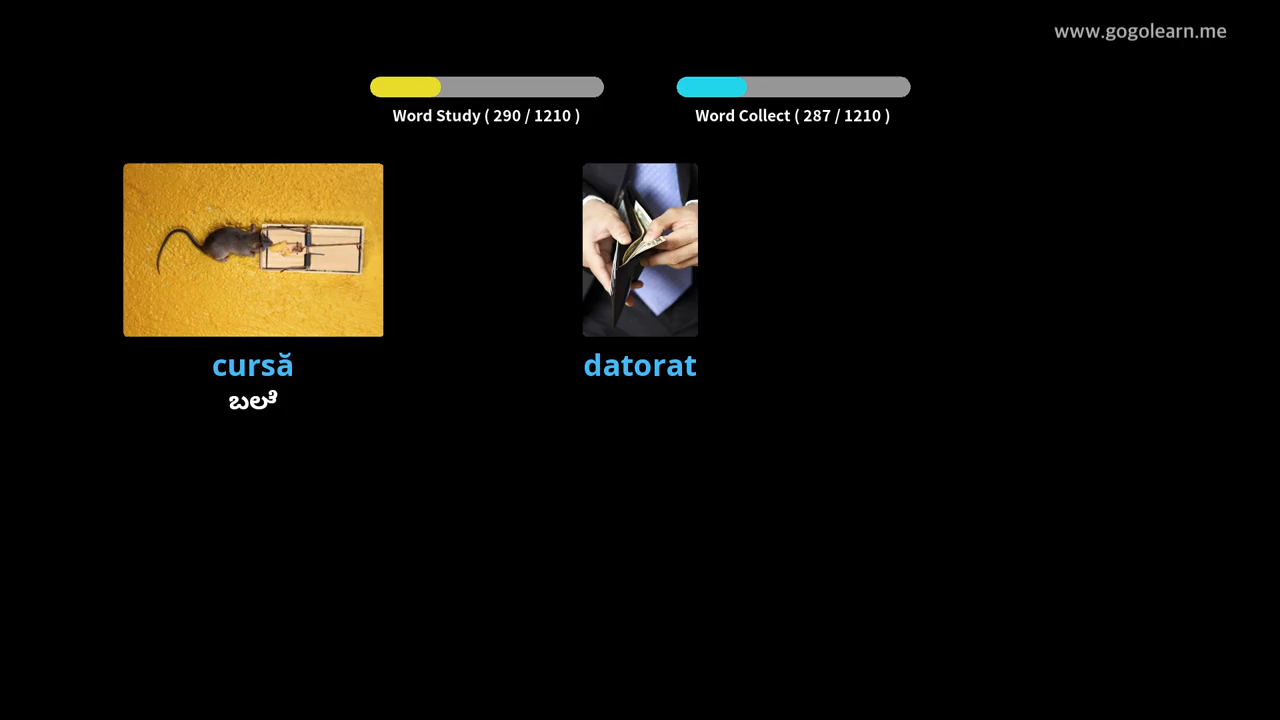 www.gogolearn.me
Word Study ( 290 / 1210 )
Word Collect ( 287 / 1210 )
cursă
datorat
ಬಲೆ